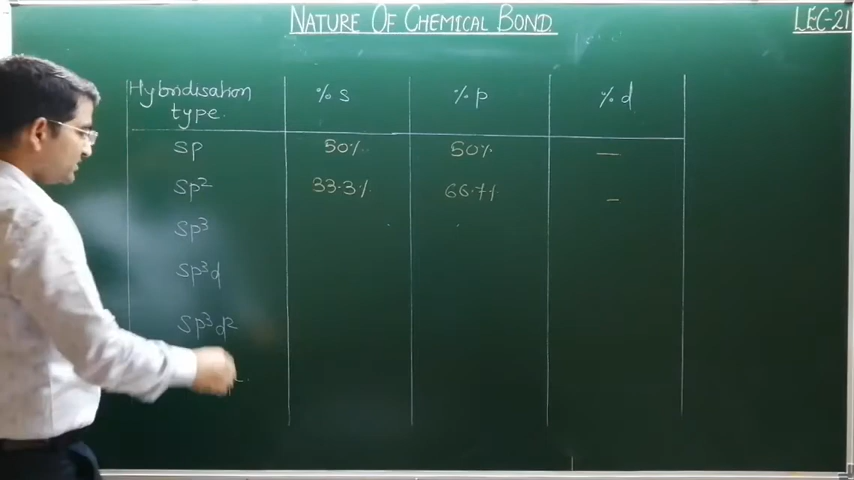 NATURE OF CHEMICAL BOND
LEC-21
Hybridisation type. % s % p % d
sp 50% 50% —
sp² 33.3% 66.7% —
sp³
sp³d
sp³d²